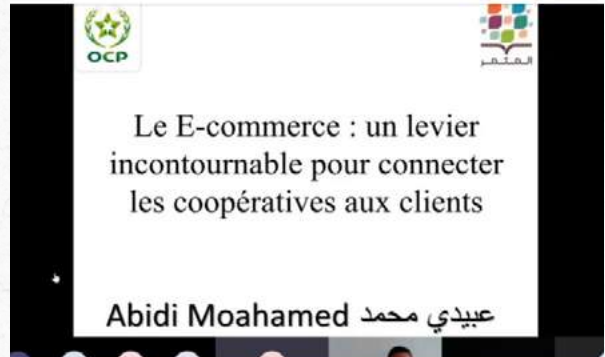 OCP
المثمر
Le E-commerce : un levier
incontournable pour connecter
les coopératives aux clients
Abidi Moahamed عبيدي محمد